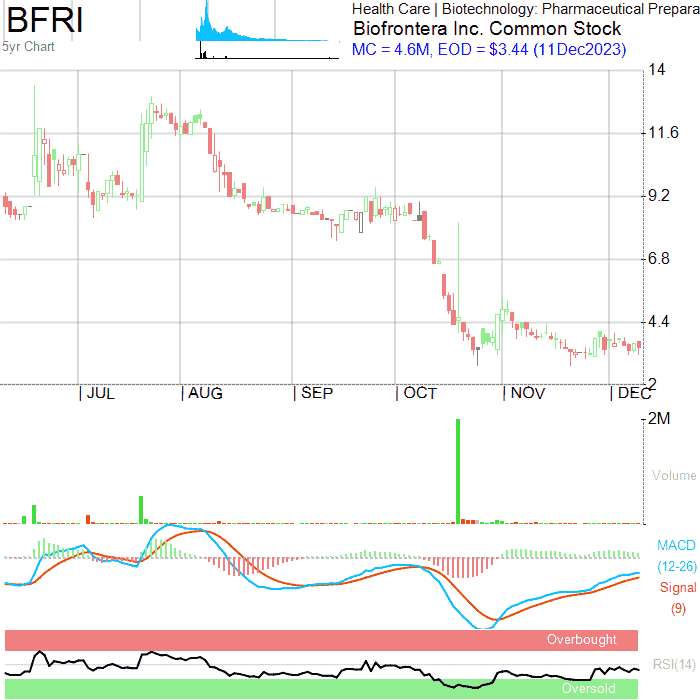 BFRI
5yr Chart
Health Care | Biotechnology: Pharmaceutical Prepara
Biofrontera Inc. Common Stock
MC = 4.6M, EOD = $3.44 (11Dec2023)
14
11.6
9.2
6.8
4.4
2
| JUL | AUG | SEP | OCT | NOV | DEC
2M
Volume
MACD
(12-26)
Signal
(9)
Overbought
RSI(14)
Oversold